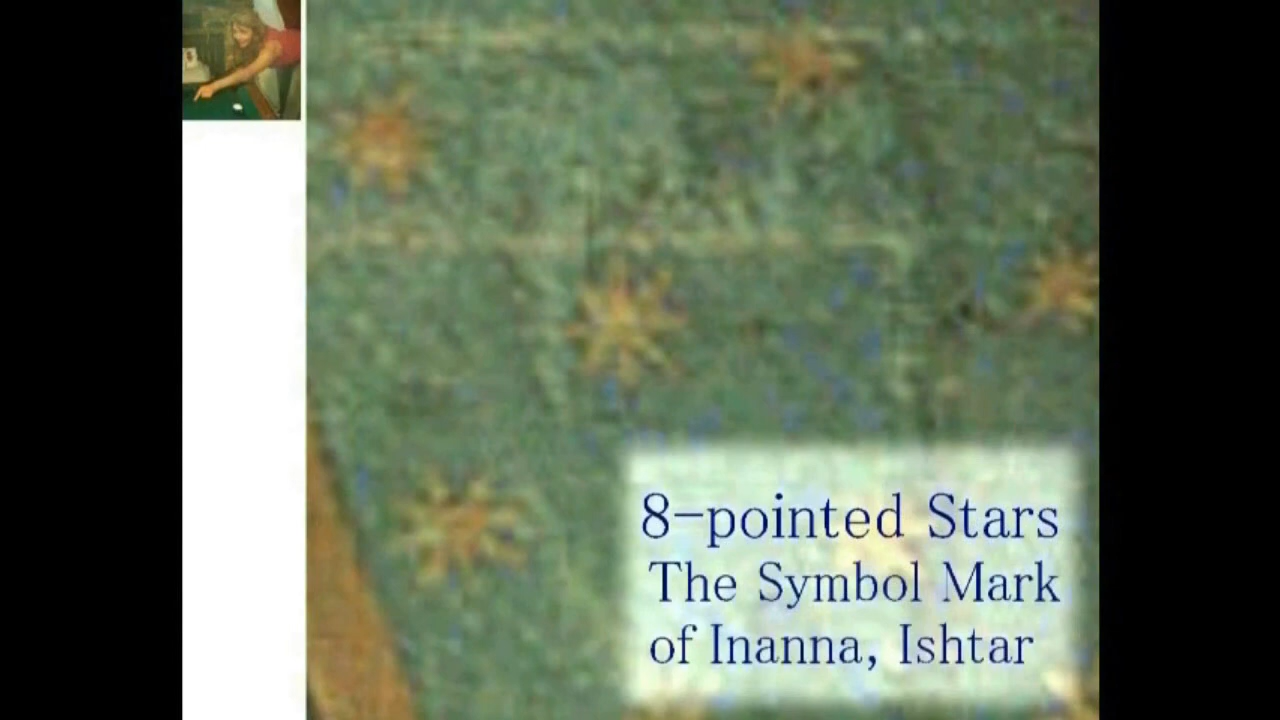 8-pointed Stars
The Symbol Mark
of Inanna, Ishtar